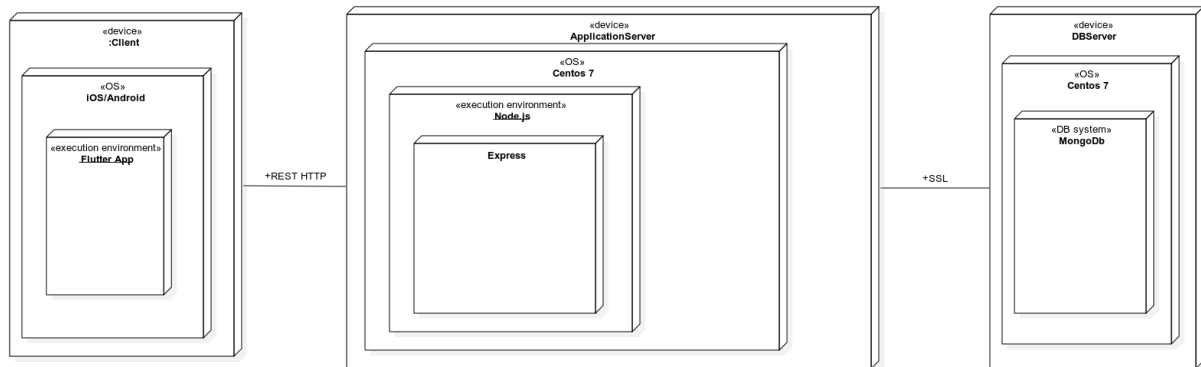 «device»
:Client
«OS»
iOS/Android
«execution environment»
Flutter App
+REST HTTP
«device»
ApplicationServer
«OS»
Centos 7
«execution environment»
Node.js
Express
+SSL
«device»
DBServer
«OS»
Centos 7
«DB system»
MongoDb